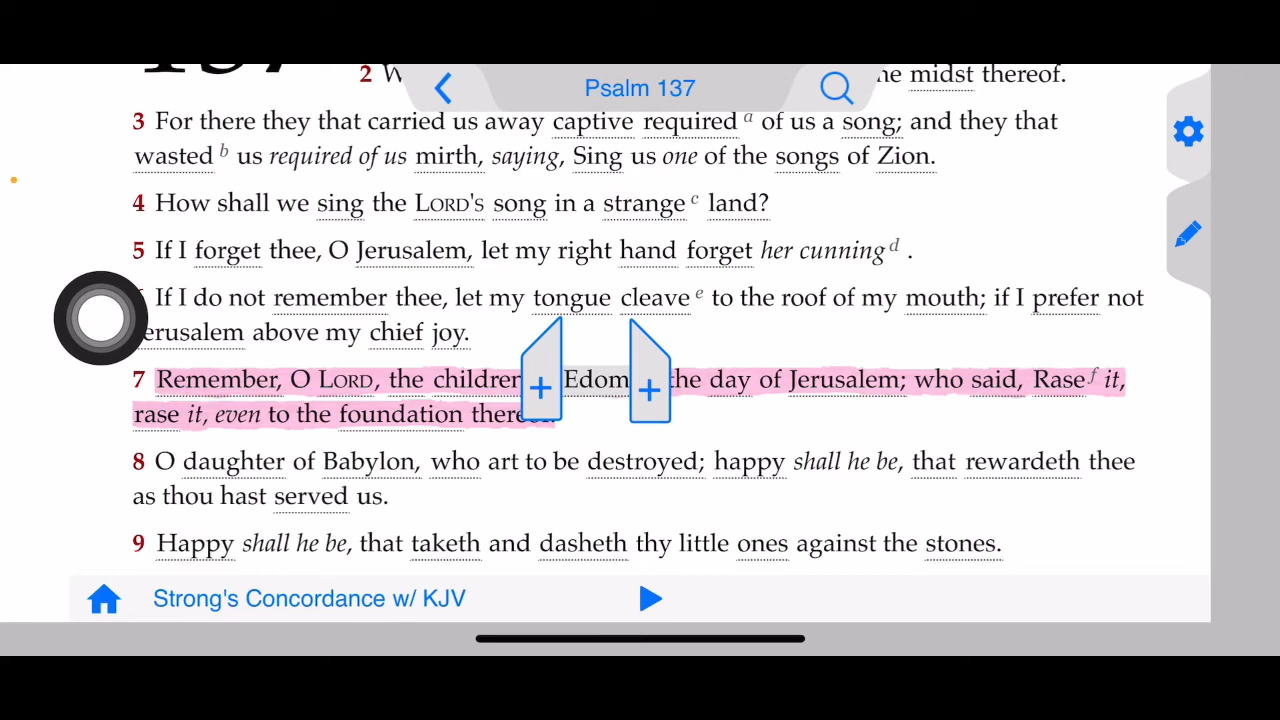 2
Psalm 137
midst thereof.
3 For there they that carried us away captive required a of us a song; and they that
wasted b us required of us mirth, saying, Sing us one of the songs of Zion.
4 How shall we sing the LORD's song in a strange c land?
5 If I forget thee, O Jerusalem, let my right hand forget her cunning d .
If I do not remember thee, let my tongue cleave e to the roof of my mouth; if I prefer not
erusalem above my chief joy.
7 Remember, O LORD, the children Edom the day of Jerusalem; who said, Rase f it,
rase it, even to the foundation
8 O daughter of Babylon, who art to be destroyed; happy shall he be, that rewardeth thee
as thou hast served us.
9 Happy shall he be, that taketh and dasheth thy little ones against the stones.
Strong's Concordance w/ KJV